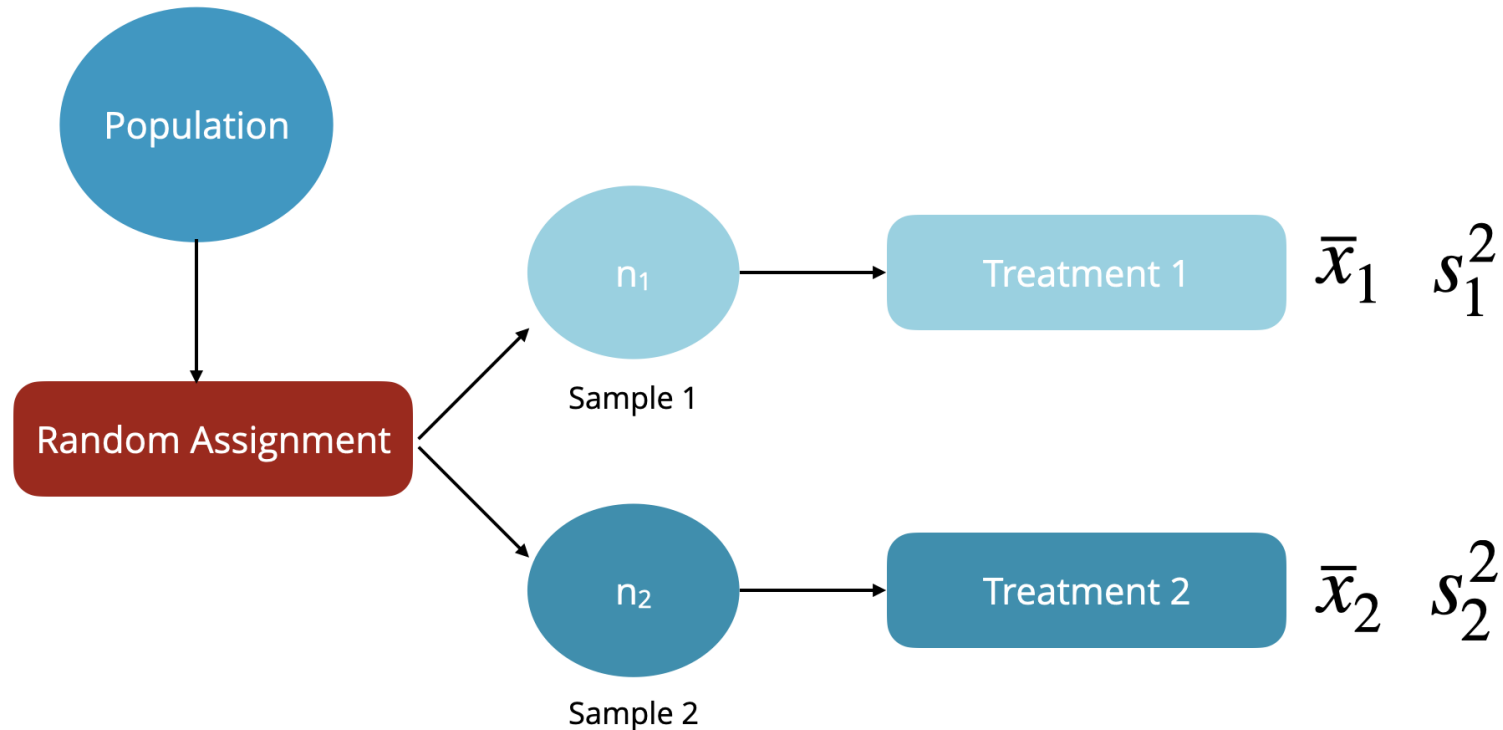 Population
Random Assignment
n₁
Sample 1
Treatment 1
x̄₁ s₁²
n₂
Sample 2
Treatment 2
x̄₂ s₂²